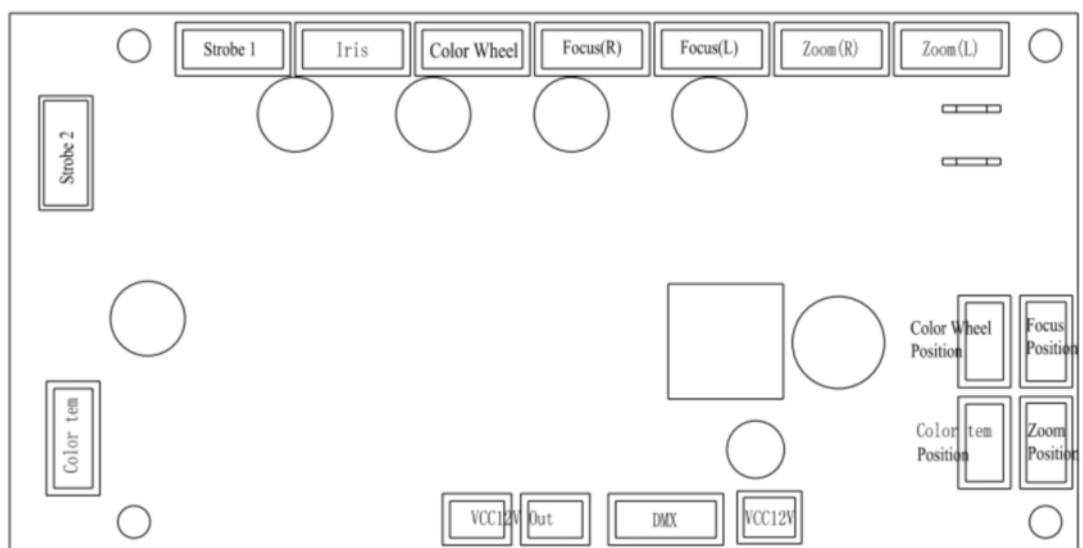 Strobe 1
Iris
Color Wheel
Focus(R)
Focus(L)
Zoom(R)
Zoom(L)
Strobe 2
Color Wheel
Position
Focus
Position
Color tem
Color tem
Position
Zoom
Position
VCC12V Out
DMX
VCC12V